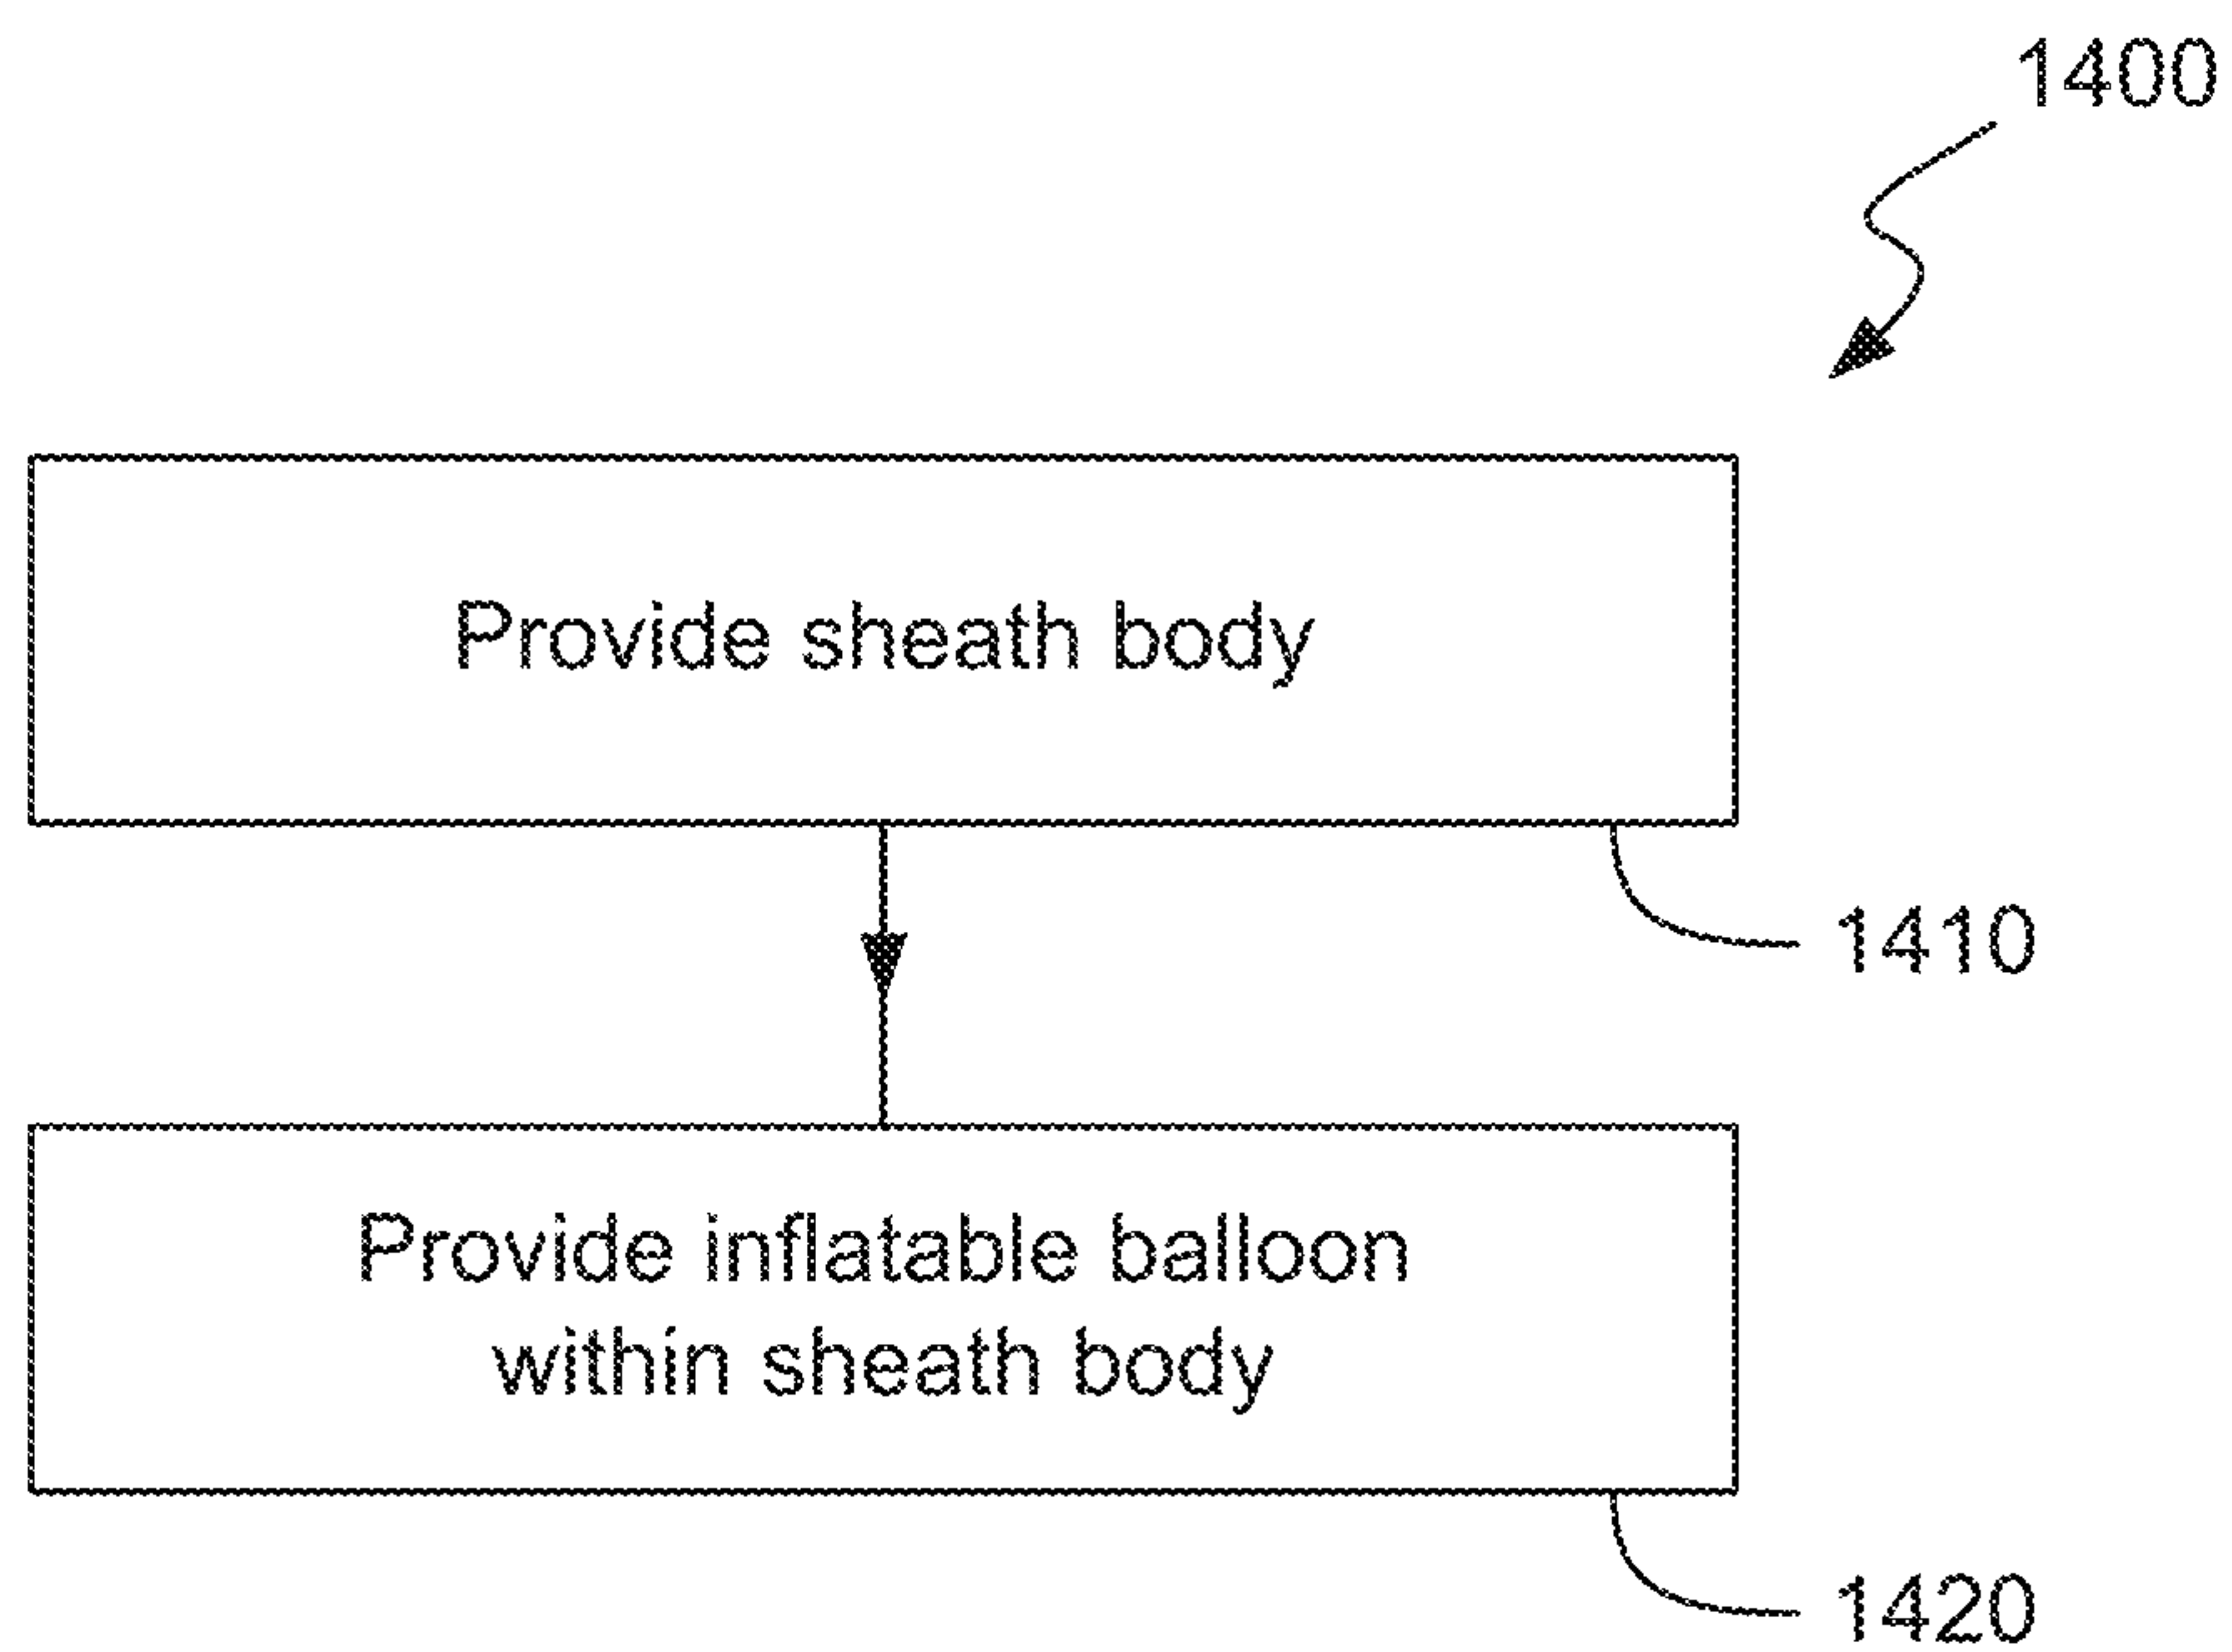 1400
Provide sheath body
1410
Provide inflatable balloon
within sheath body
1420